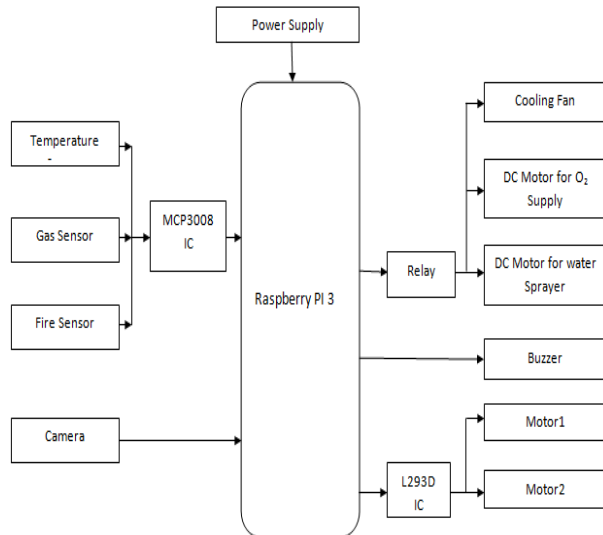 Power Supply
Temperature
-
Gas Sensor
Fire Sensor
Camera
MCP3008
IC
Raspberry PI 3
Relay
L293D
IC
Cooling Fan
DC Motor for O₂
Supply
DC Motor for water
Sprayer
Buzzer
Motor1
Motor2